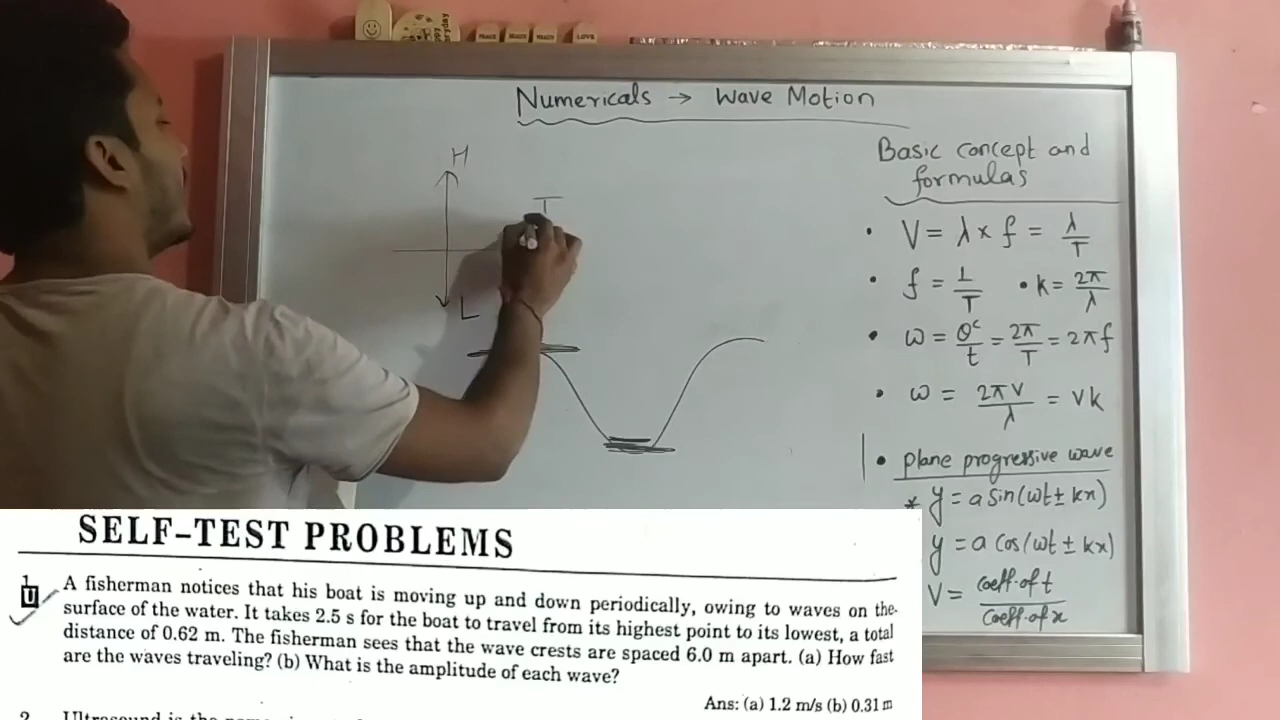 Numericals → Wave Motion
H
T
L
Basic concept and
formulas
• V = λ × f = λ/T
• f = 1/T • k = 2π/λ
• ω = θᶜ/t = 2π/T = 2πf
• ω = 2πV/λ = vk
• plane progressive wave
* y = a sin(ωt ± kx)
y = a cos(ωt ± kx)
V = coeff. of t / coeff. of x
SELF-TEST PROBLEMS
1 A fisherman notices that his boat is moving up and down periodically, owing to waves on the
surface of the water. It takes 2.5 s for the boat to travel from its highest point to its lowest, a total
distance of 0.62 m. The fisherman sees that the wave crests are spaced 6.0 m apart. (a) How fast
are the waves traveling? (b) What is the amplitude of each wave?
Ans: (a) 1.2 m/s (b) 0.31 m